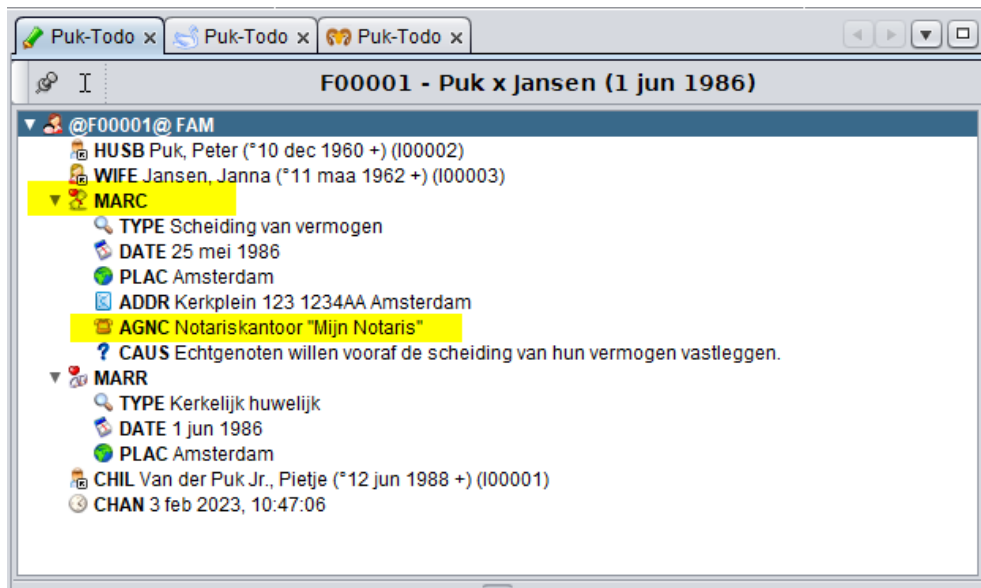 Puk-Todo x Puk-Todo x Puk-Todo x
F00001 - Puk x Jansen (1 jun 1986)
@F00001@ FAM
HUSB Puk, Peter (°10 dec 1960 +) (I00002)
WIFE Jansen, Janna (°11 maa 1962 +) (I00003)
MARC
TYPE Scheiding van vermogen
DATE 25 mei 1986
PLAC Amsterdam
ADDR Kerkplein 123 1234AA Amsterdam
AGNC Notariskantoor "Mijn Notaris"
? CAUS Echtgenoten willen vooraf de scheiding van hun vermogen vastleggen.
MARR
TYPE Kerkelijk huwelijk
DATE 1 jun 1986
PLAC Amsterdam
CHIL Van der Puk Jr., Pietje (°12 jun 1988 +) (I00001)
CHAN 3 feb 2023, 10:47:06